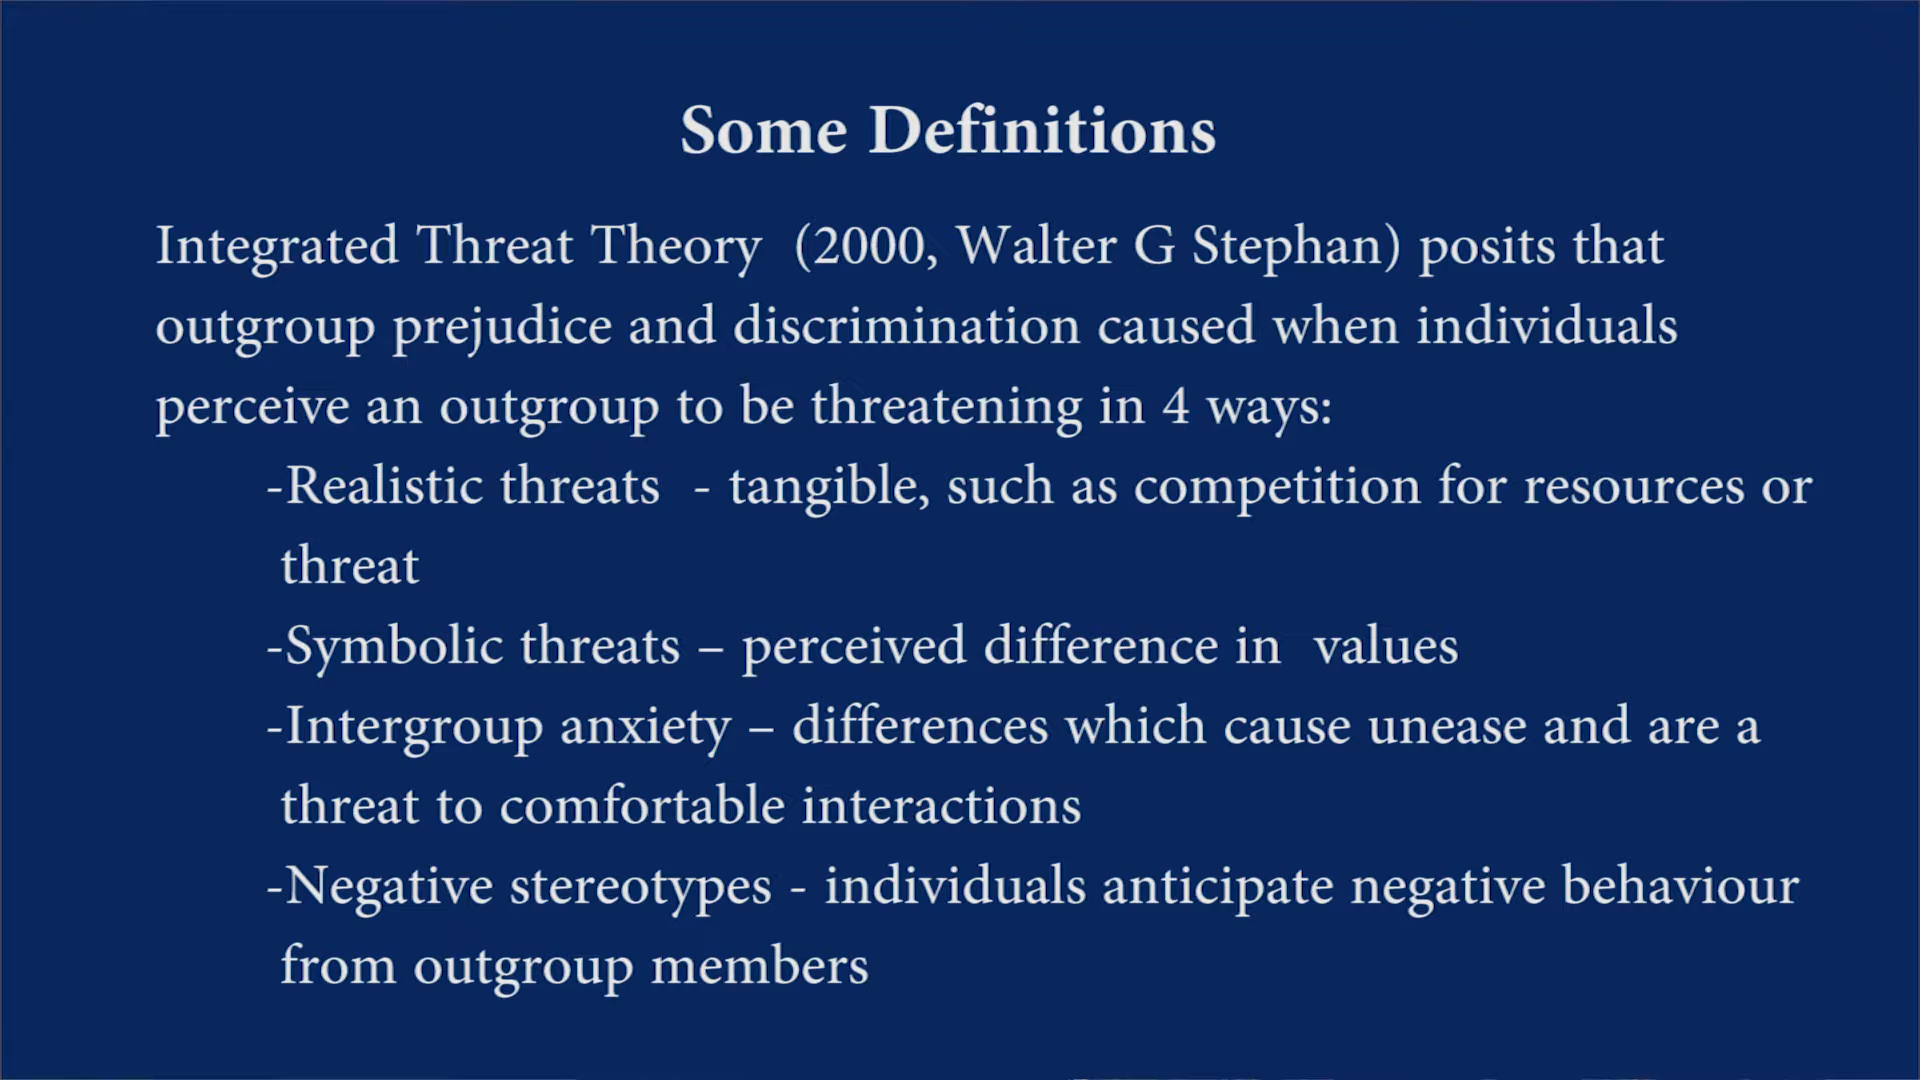 Some Definitions
Integrated Threat Theory  (2000, Walter G Stephan) posits that
outgroup prejudice and discrimination caused when individuals
perceive an outgroup to be threatening in 4 ways:
-Realistic threats  - tangible, such as competition for resources or
threat
-Symbolic threats – perceived difference in  values
-Intergroup anxiety – differences which cause unease and are a
threat to comfortable interactions
-Negative stereotypes - individuals anticipate negative behaviour
from outgroup members